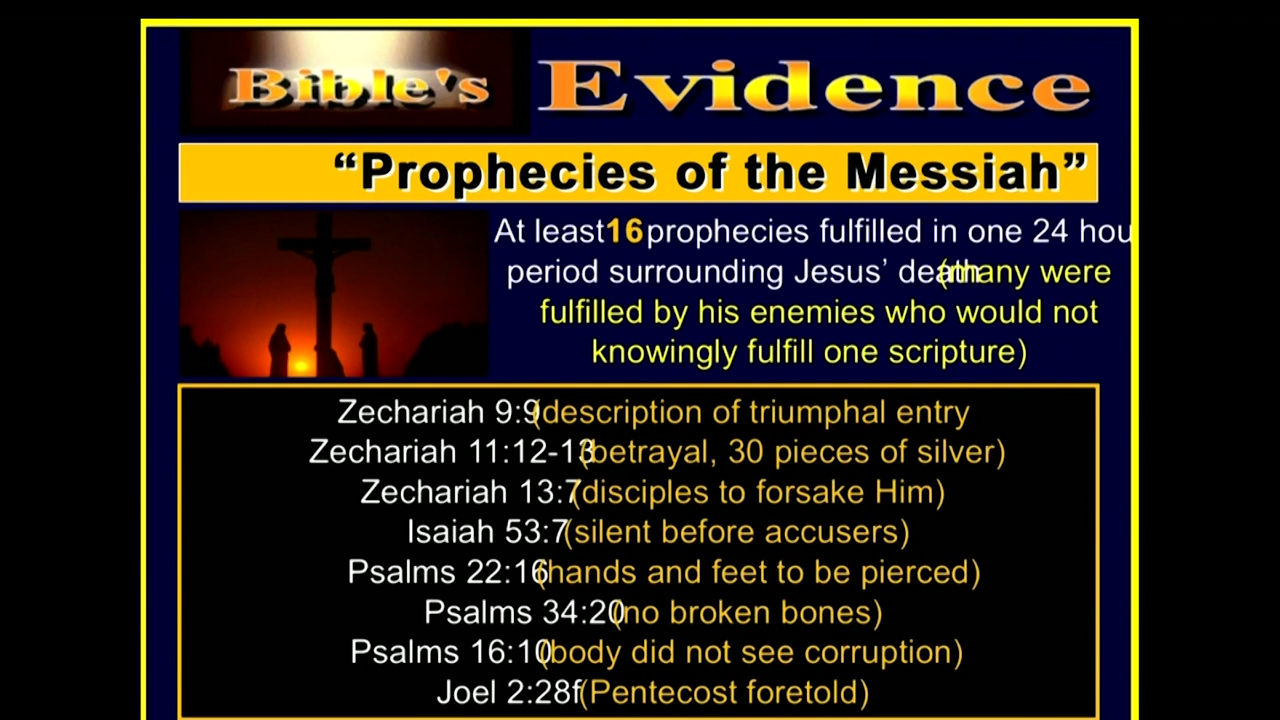 Bible's Evidence
“Prophecies of the Messiah”
At least 16 prophecies fulfilled in one 24 hou
period surrounding Jesus’ death (many were
fulfilled by his enemies who would not
knowingly fulfill one scripture)
Zechariah 9:9 (description of triumphal entry
Zechariah 11:12-13 (betrayal, 30 pieces of silver)
Zechariah 13:7 (disciples to forsake Him)
Isaiah 53:7 (silent before accusers)
Psalms 22:16 (hands and feet to be pierced)
Psalms 34:20 (no broken bones)
Psalms 16:10 (body did not see corruption)
Joel 2:28f (Pentecost foretold)